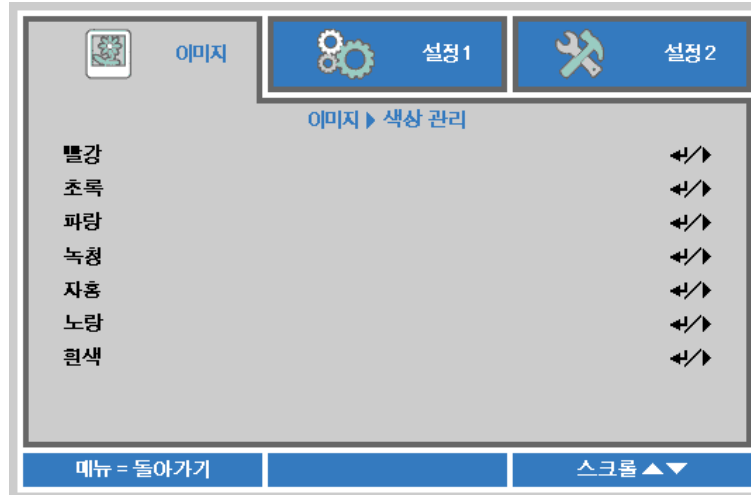 이미지 설정1 설정2
이미지 ▶ 색상 관리
빨강 ↵/▶
초록 ↵/▶
파랑 ↵/▶
녹청 ↵/▶
자홍 ↵/▶
노랑 ↵/▶
흰색 ↵/▶
메뉴 = 돌아가기 스크롤▲▼